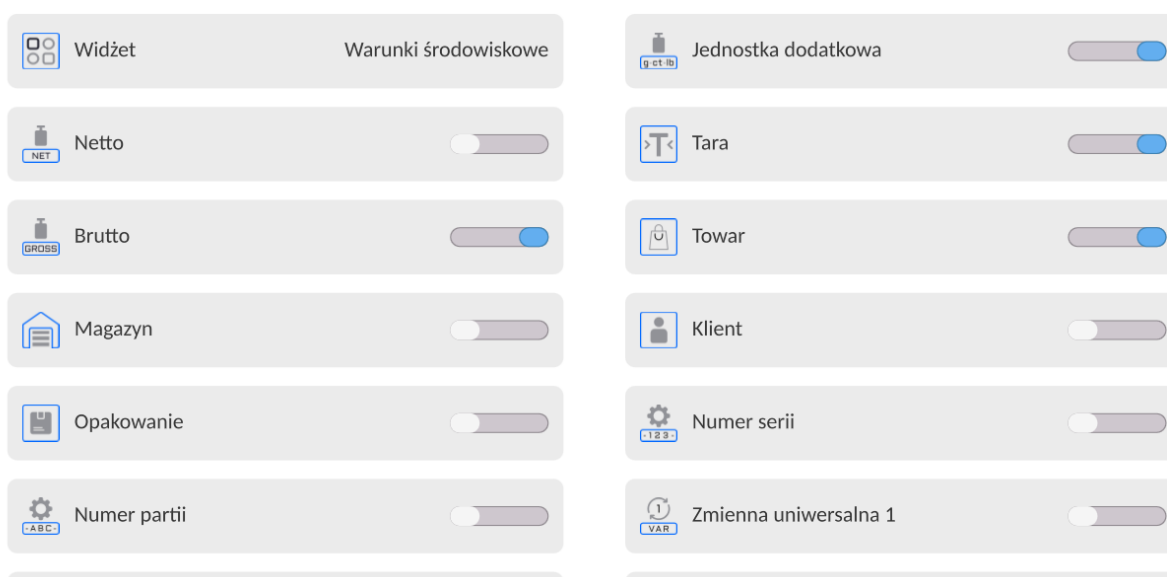 Widżet Warunki środowiskowe
g·ct·lb Jednostka dodatkowa
NET Netto
>T< Tara
GROSS Brutto
Towar
Magazyn
Klient
Opakowanie
-123- Numer serii
-ABC- Numer partii
1 VAR Zmienna uniwersalna 1